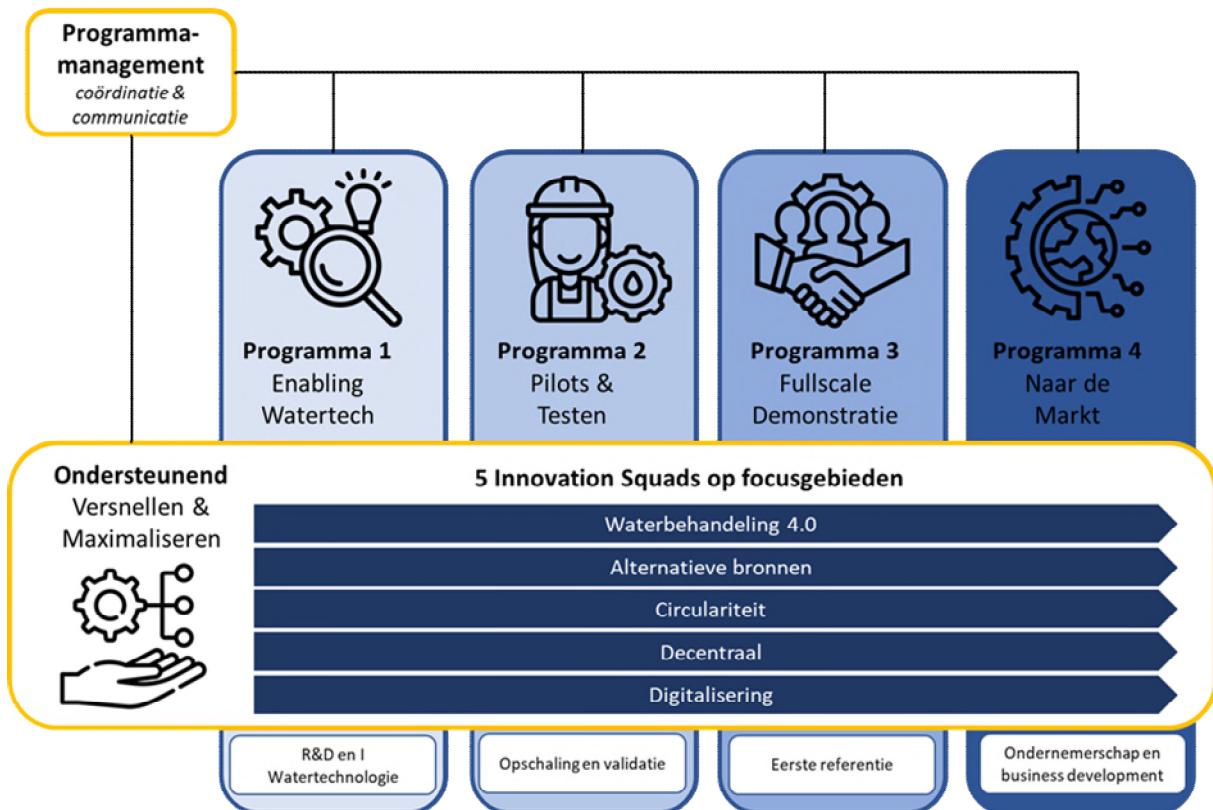 Programma-
management
coördinatie &
communicatie
Programma 1
Enabling
Watertech
Programma 2
Pilots &
Testen
Programma 3
Fullscale
Demonstratie
Programma 4
Naar de
Markt
Ondersteunend
Versnellen &
Maximaliseren
5 Innovation Squads op focusgebieden
Waterbehandeling 4.0
Alternatieve bronnen
Circulariteit
Decentraal
Digitalisering
R&D en I
Watertechnologie
Opschaling en validatie
Eerste referentie
Ondernemerschap en
business development